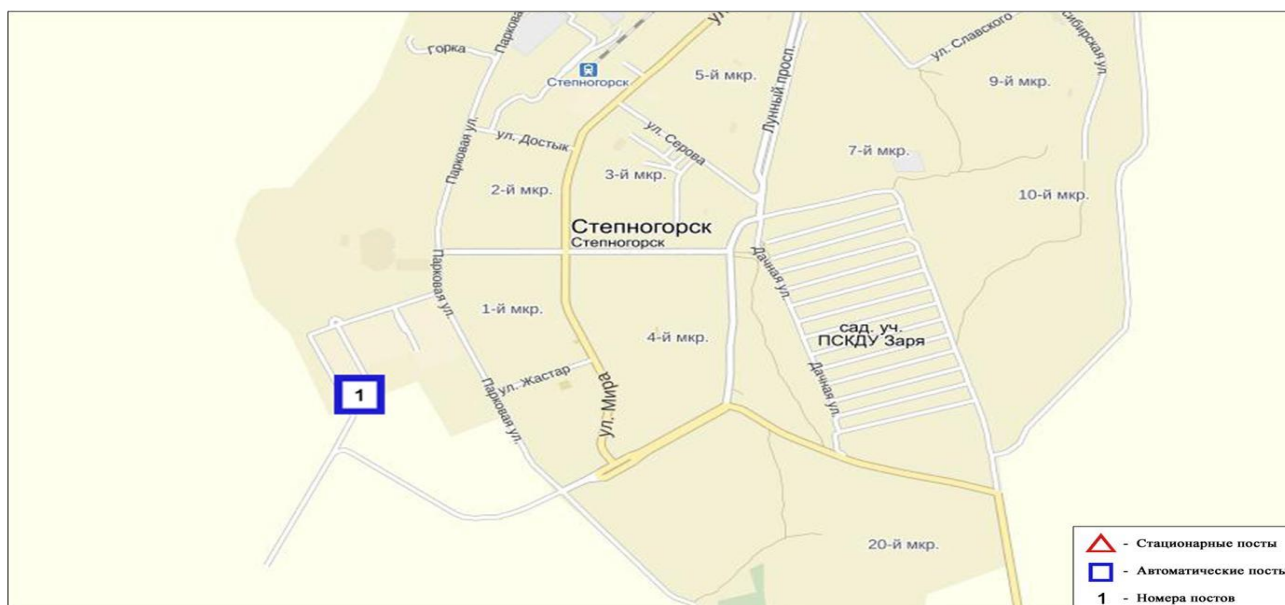 Парковая
ул.
Горка
Степногорск
5-й мкр.
Лунный просп.
ул. Славского
сибирская ул.
9-й мкр.
ул. Достык
ул. Серова
Парковая ул.
7-й мкр.
3-й мкр.
2-й мкр.
10-й мкр.
Степногорск
Степногорск
Парковая ул.
Дачная ул.
1-й мкр.
4-й мкр.
сад. уч.
ПСКДУ Заря
ул. Жастар
ул. Мира
Парковая ул.
Дачная ул.
1
20-й мкр.
- Стационарные посты
- Автоматические посты
1 - Номера постов